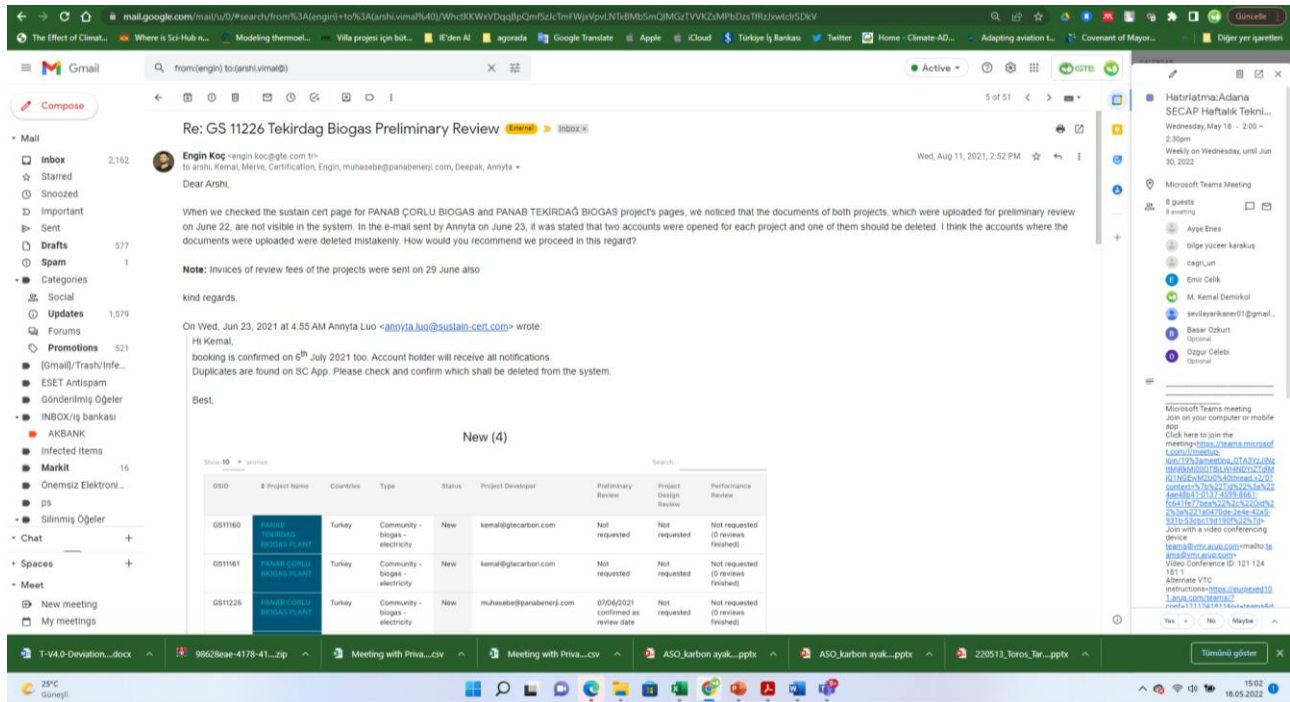 mail.google.com/mail/u/0/#search/from%3A(engin)+to%3A(arshi.vimal%40)/
Güncelle
The Effect of Climat...
Where is Sci-Hub n...
Modeling thermoel...
Villa projesi için büt...
IE'den Al
agorada
Google Translate
Apple
iCloud
Türkiye İş Bankası
Twitter
Home - Climate-AD...
Adapting aviation t...
Covenant of Mayor...
Diğer yer işaretleri
Gmail
from:(engin) to:(arshi.vimal@)
Active
GTE
Compose
5 of 51
Mail
Inbox 2,162
Starred
Snoozed
Important
Sent
Drafts 577
Spam 1
Categories
Social
Updates 1,579
Forums
Promotions 521
[Gmail]/Trash/Infe...
ESET Antispam
Gönderilmiş Öğeler
INBOX/iş bankası
AKBANK
Infected Items
Markit 16
Önemsiz Elektroni...
ps
Silinmiş Öğeler
Chat
Spaces
Meet
New meeting
My meetings
Re: GS 11226 Tekirdag Biogas Preliminary Review External Inbox x
Engin Koç <engin.koc@gte.com.tr> Wed, Aug 11, 2021, 2:52 PM
to arshi, Kemal, Merve, Certification, Engin, muhasebe@panabenerji.com, Deepak, Annyta
Dear Arshi,
When we checked the sustain cert page for PANAB ÇORLU BIOGAS and PANAB TEKİRDAĞ BIOGAS project's pages, we noticed that the documents of both projects, which were uploaded for preliminary review
on June 22, are not visible in the system. In the e-mail sent by Annyta on June 23, it was stated that two accounts were opened for each project and one of them should be deleted. I think the accounts where the
documents were uploaded were deleted mistakenly. How would you recommend we proceed in this regard?
Note: Invoices of review fees of the projects were sent on 29 June also
kind regards.
On Wed, Jun 23, 2021 at 4:55 AM Annyta Luo <annyta.luo@sustain-cert.com> wrote:
Hi Kemal,
booking is confirmed on 6th July 2021 too. Account holder will receive all notifications.
Duplicates are found on SC App. Please check and confirm which shall be deleted from the system.
Best,
New (4)
Show 10 entries Search:
GSID Project Name Countries Type Status Project Developer Preliminary Review Project Design Review Performance Review
GS11160 PANAB TEKIRDAG BIOGAS PLANT Turkey Community - biogas - electricity New kemal@gtecarbon.com Not requested Not requested Not requested (0 reviews finished)
GS11161 PANAB ÇORLU BIOGAS PLANT Turkey Community - biogas - electricity New kemal@gtecarbon.com Not requested Not requested Not requested (0 reviews finished)
GS11225 PANAB CORLU BIOGAS PLANT Turkey Community - biogas - electricity New muhasebe@panabenerji.com 07/06/2021 confirmed as review date Not requested Not requested (0 reviews finished)
Hatırlatma:Adana
SECAP Haftalık Tekni...
Wednesday, May 18 - 2:00 –
2:30pm
Weekly on Wednesday, until Jun
30, 2022
Microsoft Teams Meeting
8 guests
8 awaiting
Ayşe Enes
bilge yüceer karakuş
cagri_un
Emir Celik
M. Kemal Demirkol
sevilayarikaner01@gmail...
Basar Ozkurt
Optional
Ozgur Celebi
Optional
Microsoft Teams meeting
Join on your computer or mobile
app
Click here to join the
Join with a video conferencing
device
Video Conference ID: 121 124
181 1
Alternate VTC
Yes
No
Maybe
T-V4.0-Deviation....docx
98628eae-4178-41....zip
Meeting with Priva....csv
Meeting with Priva....csv
ASO_karbon ayak....pptx
ASO_karbon ayak....pptx
220513_Toros_Tar....pptx
Tümünü göster
25°C
Güneşli
15:02
18.05.2022